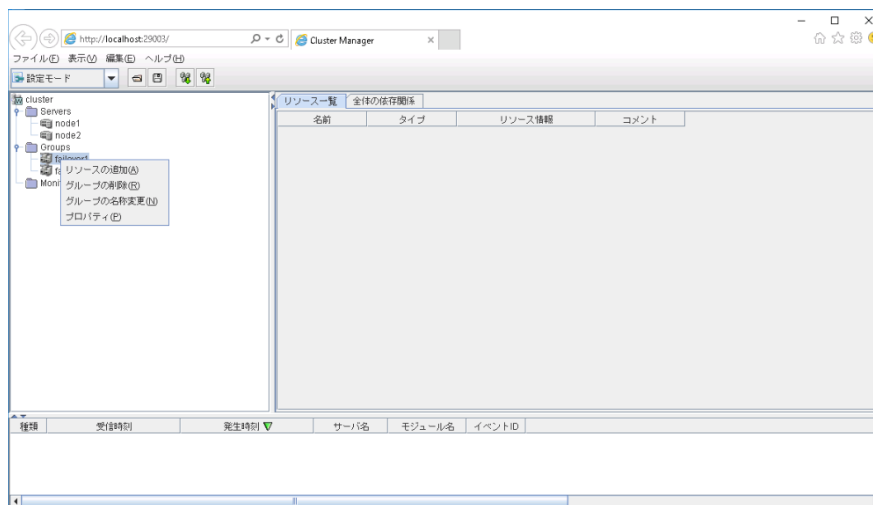 http://localhost:29003/
Cluster Manager
ファイル(F) 表示(V) 編集(E) ヘルプ(H)
設定モード
cluster
Servers
node1
node2
Groups
failover1
fa
Moni
リソースの追加(A)
グループの削除(R)
グループの名称変更(N)
プロパティ(P)
リソース一覧 全体の依存関係
名前 タイプ リソース情報 コメント
種類 受信時刻 発生時刻 サーバ名 モジュール名 イベントID